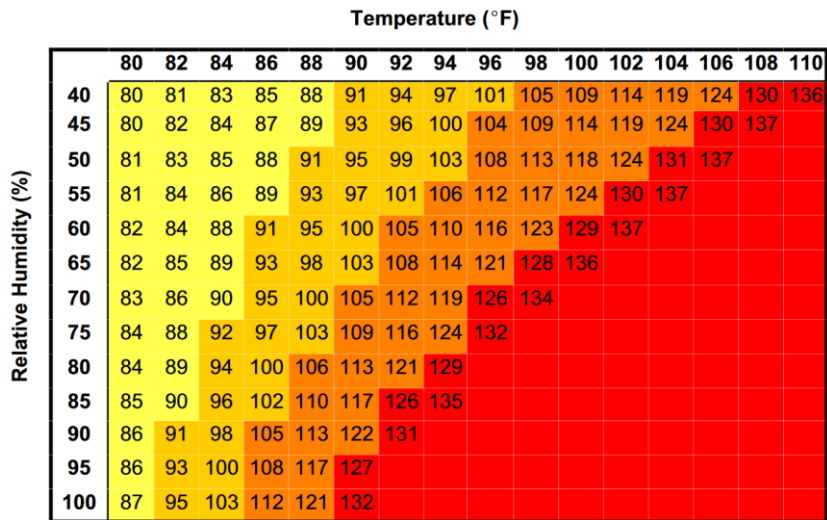 Temperature (°F)
80 82 84 86 88 90 92 94 96 98 100 102 104 106 108 110
Relative Humidity (%)
40 80 81 83 85 88 91 94 97 101 105 109 114 119 124 130 136
45 80 82 84 87 89 93 96 100 104 109 114 119 124 130 137
50 81 83 85 88 91 95 99 103 108 113 118 124 131 137
55 81 84 86 89 93 97 101 106 112 117 124 130 137
60 82 84 88 91 95 100 105 110 116 123 129 137
65 82 85 89 93 98 103 108 114 121 128 136
70 83 86 90 95 100 105 112 119 126 134
75 84 88 92 97 103 109 116 124 132
80 84 89 94 100 106 113 121 129
85 85 90 96 102 110 117 126 135
90 86 91 98 105 113 122 131
95 86 93 100 108 117 127
100 87 95 103 112 121 132